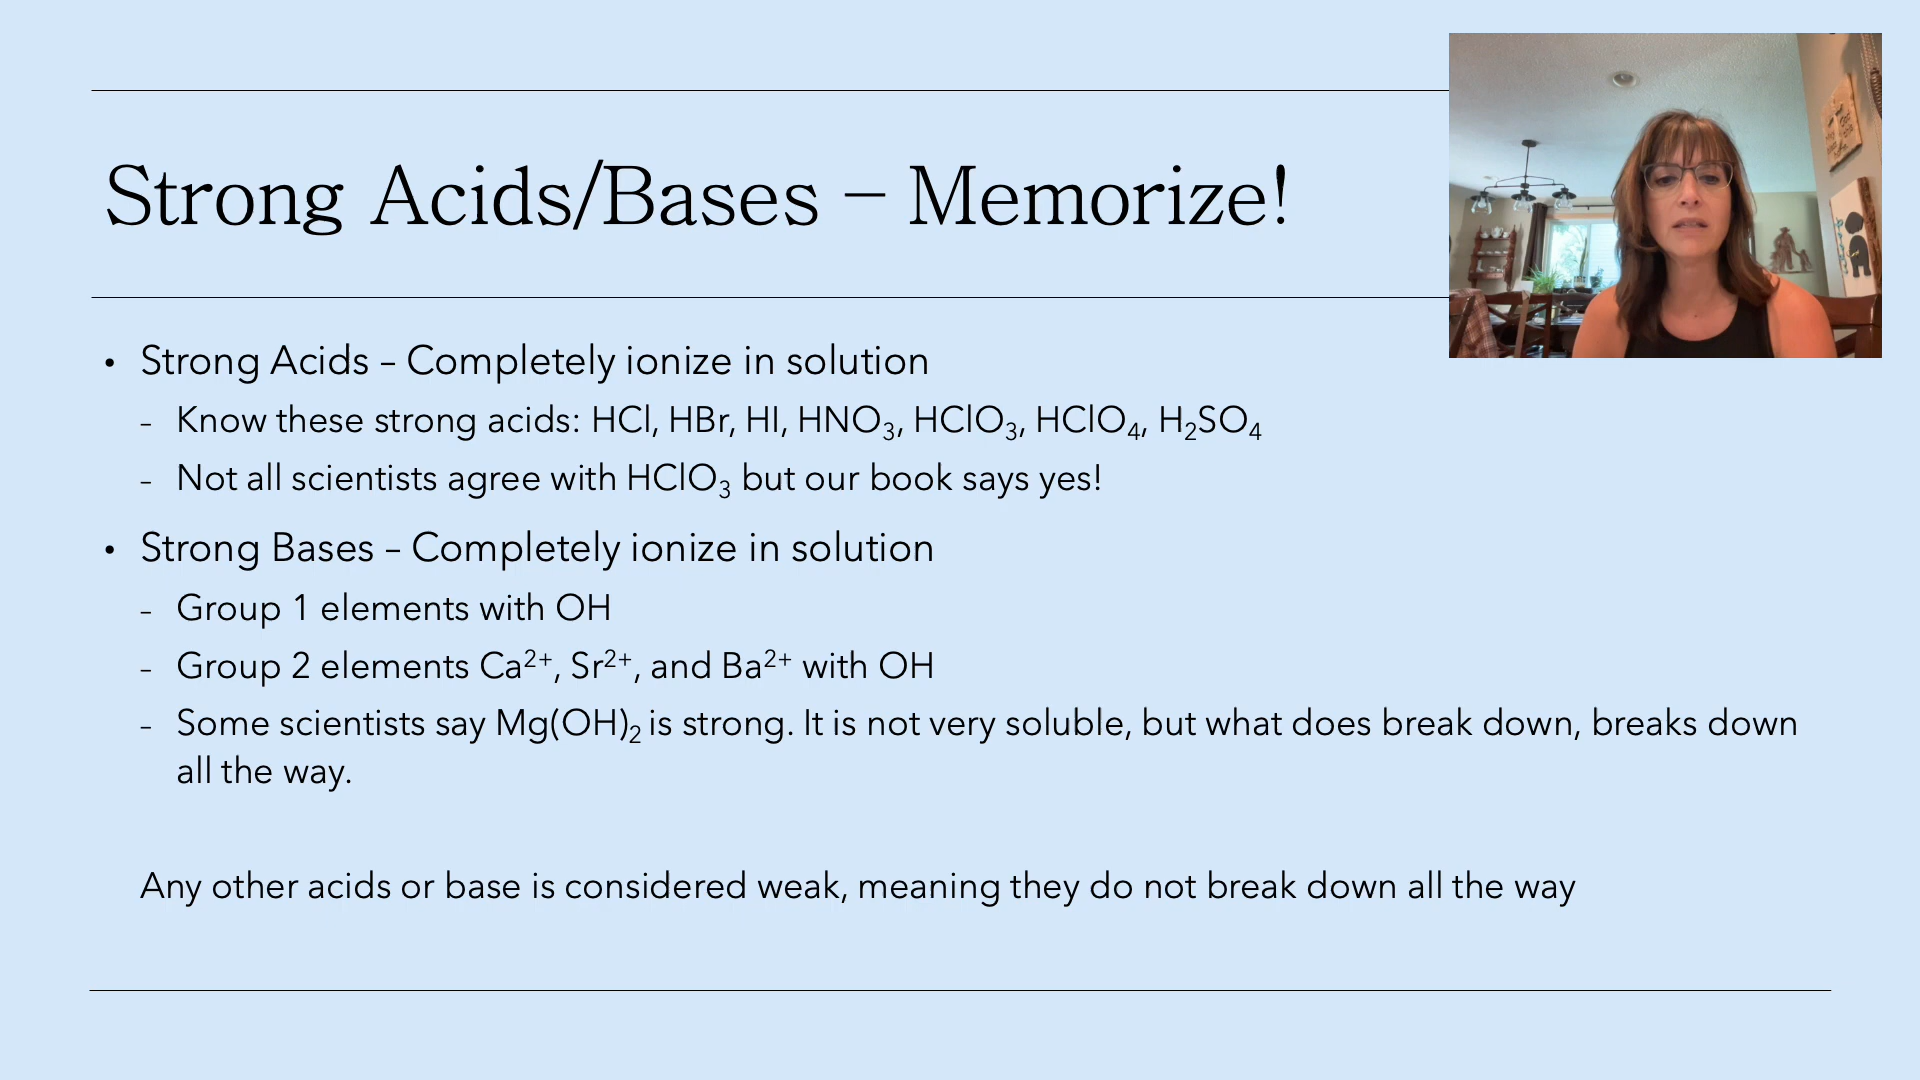 Strong Acids/Bases – Memorize!
• Strong Acids – Completely ionize in solution
– Know these strong acids: HCl, HBr, HI, HNO₃, HClO₃, HClO₄, H₂SO₄
– Not all scientists agree with HClO₃ but our book says yes!
• Strong Bases – Completely ionize in solution
– Group 1 elements with OH
– Group 2 elements Ca²⁺, Sr²⁺, and Ba²⁺ with OH
– Some scientists say Mg(OH)₂ is strong. It is not very soluble, but what does break down, breaks down
all the way.
Any other acids or base is considered weak, meaning they do not break down all the way